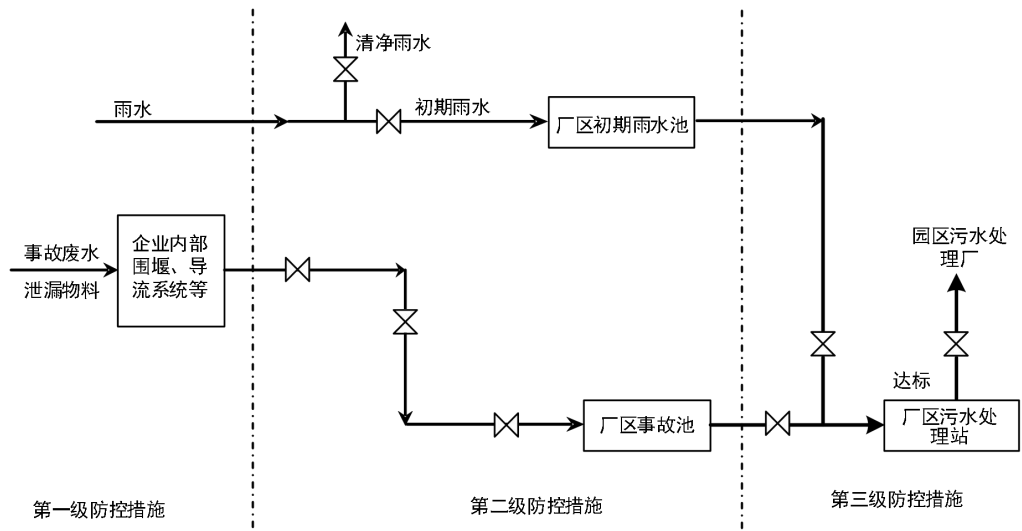 清净雨水
雨水
初期雨水
厂区初期雨水池
事故废水
泄漏物料
企业内部
围堰、导
流系统等
园区污水处
理厂
达标
厂区事故池
厂区污水处
理站
第一级防控措施
第二级防控措施
第三级防控措施